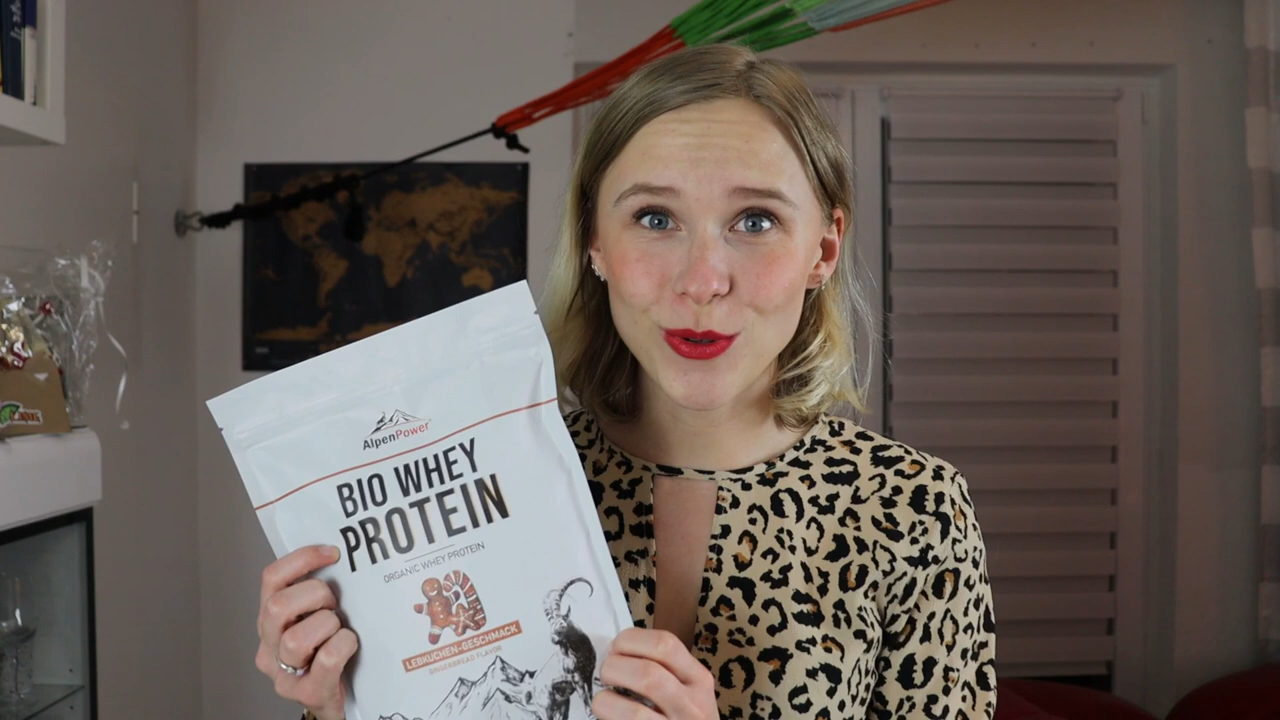 AlpenPower
BIO WHEY
PROTEIN
ORGANIC WHEY PROTEIN
LEBKUCHEN-GESCHMACK
GINGERBREAD FLAVOR